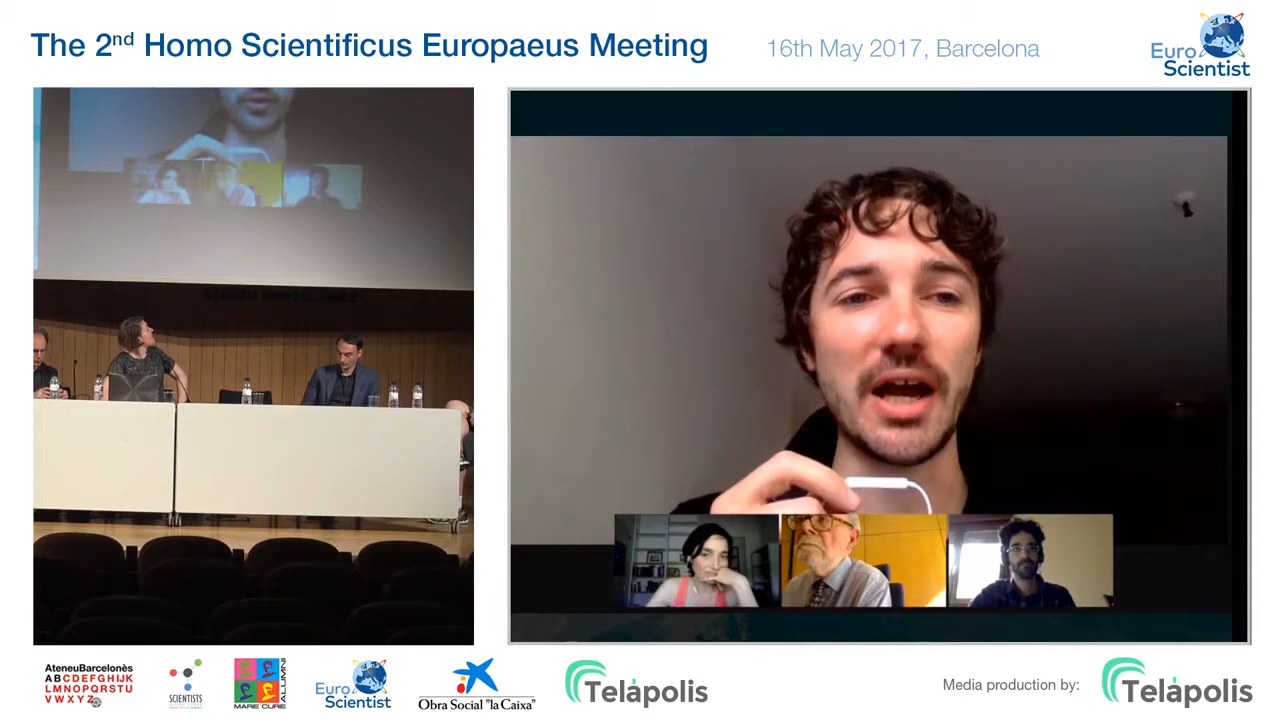 The 2nd Homo Scientificus Europaeus Meeting
16th May 2017, Barcelona
Euro
Scientist
AteneuBarcelonès
ABCDEFGHIJK
LMNOPQRSTU
VWXYZ
SCIENTISTS
MARIE CURIE
ALUMNI
Euro
Scientist
Obra Social "la Caixa"
Telàpolis
Media production by:
Telàpolis